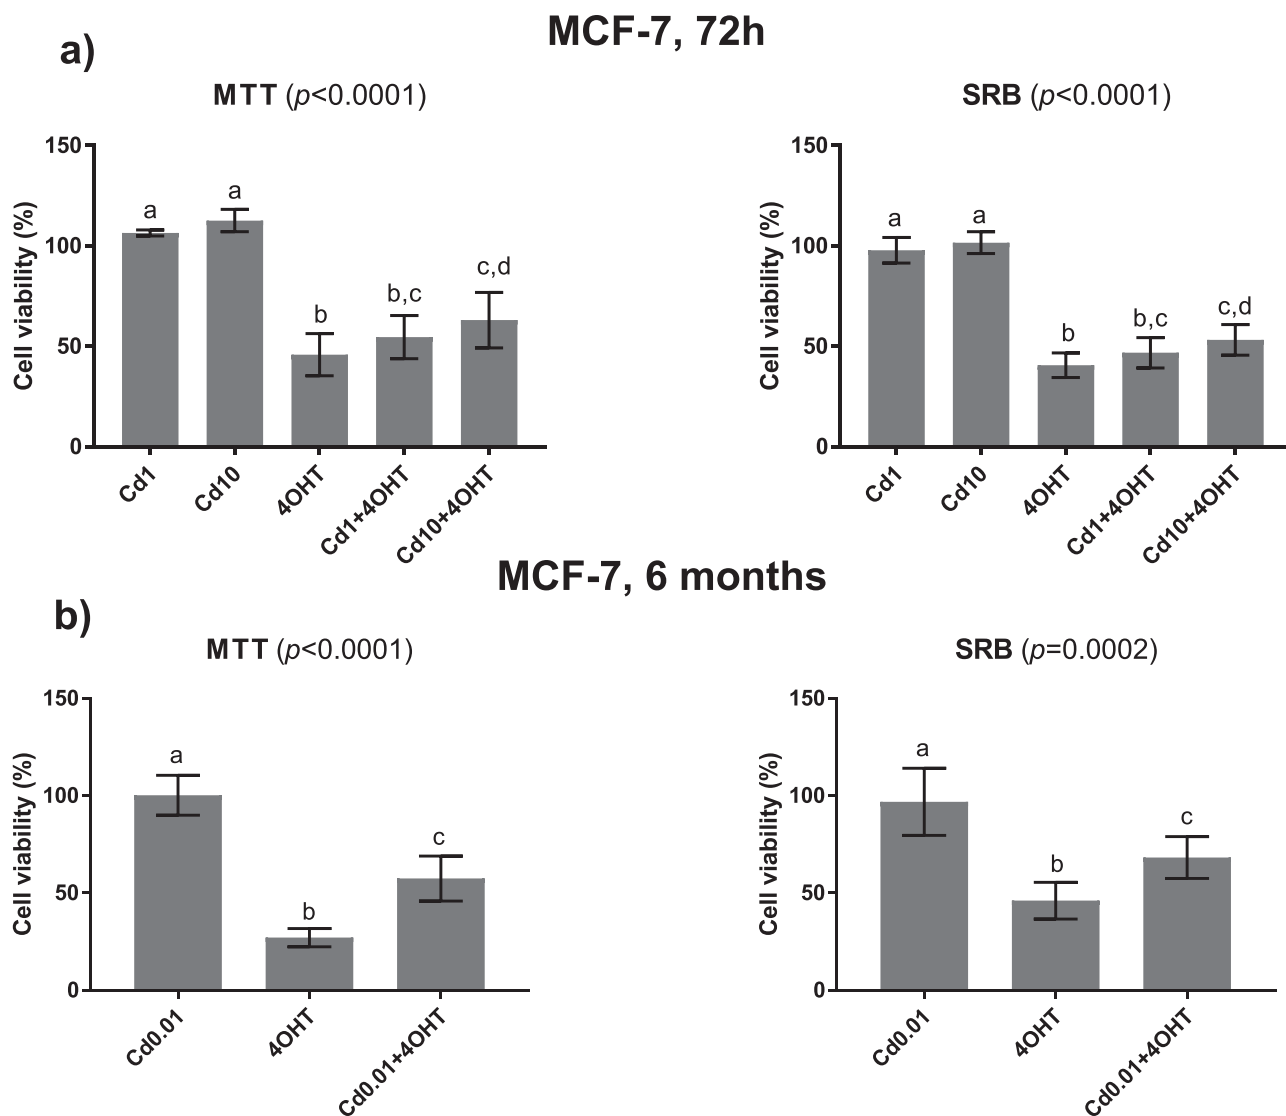 MCF-7, 72h
a)
MTT (p<0.0001)
Cell viability (%)
150
100
50
0
a
a
b
b,c
c,d
Cd1
Cd10
4OHT
Cd1+4OHT
Cd10+4OHT
SRB (p<0.0001)
Cell viability (%)
150
100
50
0
a
a
b
b,c
c,d
Cd1
Cd10
4OHT
Cd1+4OHT
Cd10+4OHT
MCF-7, 6 months
b)
MTT (p<0.0001)
Cell viability (%)
150
100
50
0
a
b
c
Cd0.01
4OHT
Cd0.01+4OHT
SRB (p=0.0002)
Cell viability (%)
150
100
50
0
a
b
c
Cd0.01
4OHT
Cd0.01+4OHT